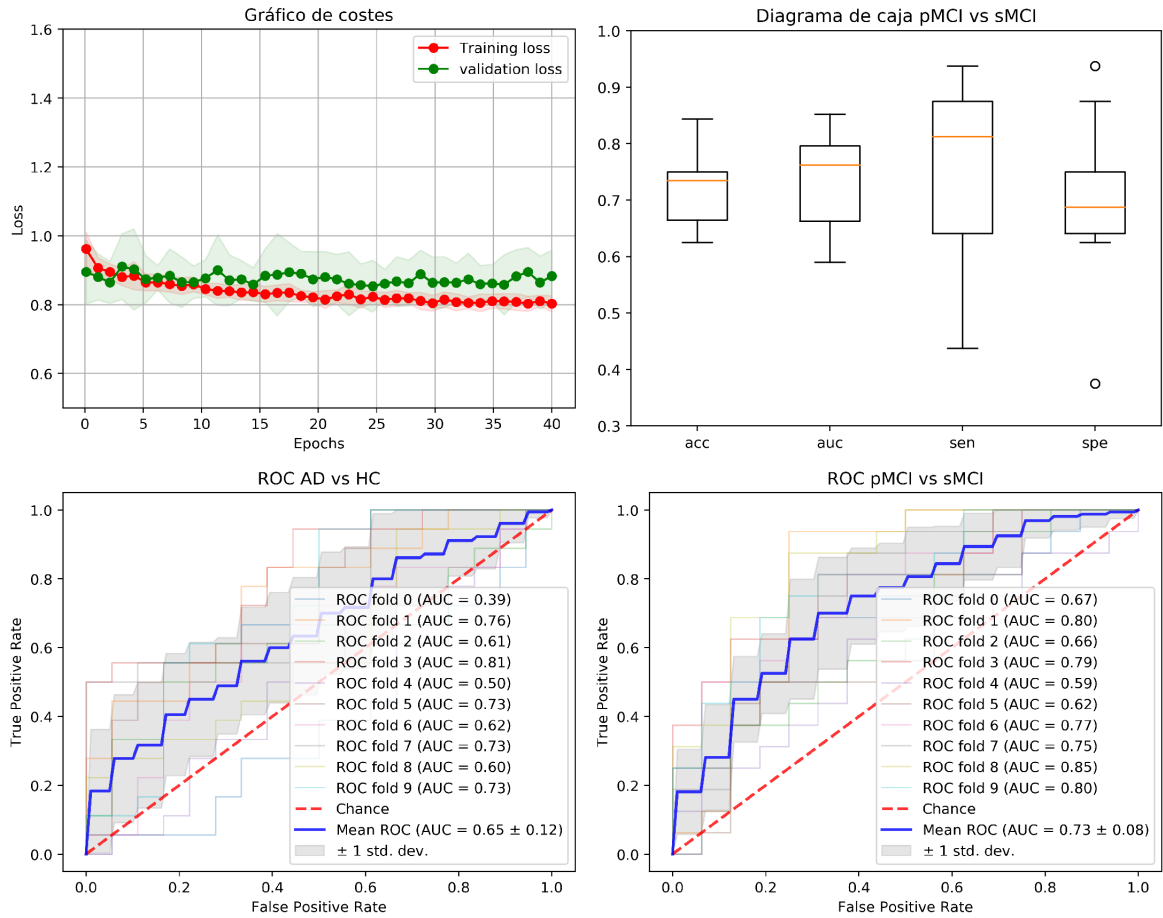 Gráfico de costes
1.6
1.4
1.2
1.0
0.8
0.6
Loss
0
5
10
15
20
25
30
35
40
Epochs
Training loss
validation loss
Diagrama de caja pMCI vs sMCI
1.0
0.9
0.8
0.7
0.6
0.5
0.4
0.3
acc
auc
sen
spe
ROC AD vs HC
1.0
0.8
0.6
0.4
0.2
0.0
True Positive Rate
0.0
0.2
0.4
0.6
0.8
1.0
False Positive Rate
ROC fold 0 (AUC = 0.39)
ROC fold 1 (AUC = 0.76)
ROC fold 2 (AUC = 0.61)
ROC fold 3 (AUC = 0.81)
ROC fold 4 (AUC = 0.50)
ROC fold 5 (AUC = 0.73)
ROC fold 6 (AUC = 0.62)
ROC fold 7 (AUC = 0.73)
ROC fold 8 (AUC = 0.60)
ROC fold 9 (AUC = 0.73)
Chance
Mean ROC (AUC = 0.65 ± 0.12)
± 1 std. dev.
ROC pMCI vs sMCI
1.0
0.8
0.6
0.4
0.2
0.0
True Positive Rate
0.0
0.2
0.4
0.6
0.8
1.0
False Positive Rate
ROC fold 0 (AUC = 0.67)
ROC fold 1 (AUC = 0.80)
ROC fold 2 (AUC = 0.66)
ROC fold 3 (AUC = 0.79)
ROC fold 4 (AUC = 0.59)
ROC fold 5 (AUC = 0.62)
ROC fold 6 (AUC = 0.77)
ROC fold 7 (AUC = 0.75)
ROC fold 8 (AUC = 0.85)
ROC fold 9 (AUC = 0.80)
Chance
Mean ROC (AUC = 0.73 ± 0.08)
± 1 std. dev.